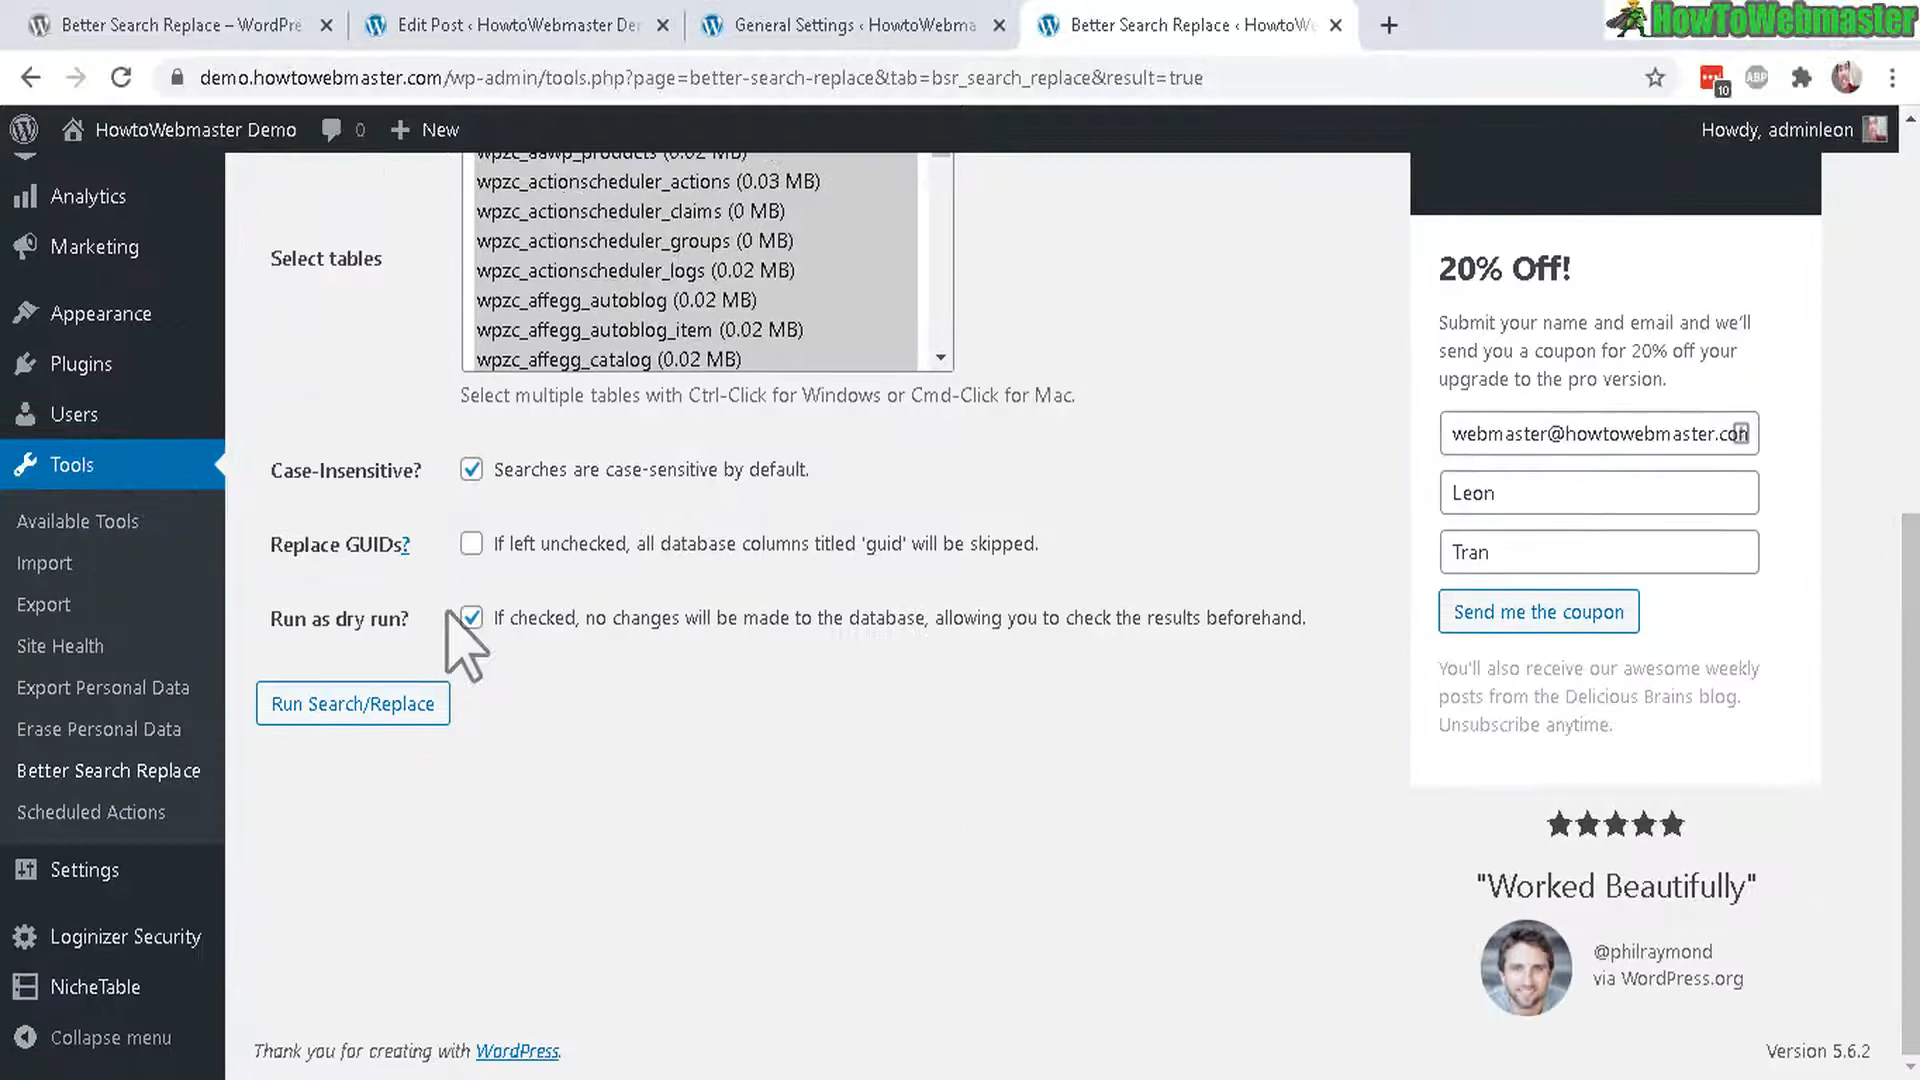 Better Search Replace – WordPre
Edit Post ‹ HowtoWebmaster Der
General Settings ‹ HowtoWebma
Better Search Replace ‹ HowtoWe
HowToWebmaster
demo.howtowebmaster.com/wp-admin/tools.php?page=better-search-replace&tab=bsr_search_replace&result=true
10
ABP
HowtoWebmaster Demo
0
New
Howdy, adminleon
Analytics
Marketing
Appearance
Plugins
Users
Tools
Available Tools
Import
Export
Site Health
Export Personal Data
Erase Personal Data
Better Search Replace
Scheduled Actions
Settings
Loginizer Security
NicheTable
Collapse menu
Select tables
wpzc_aawp_products (0.02 MB)
wpzc_actionscheduler_actions (0.03 MB)
wpzc_actionscheduler_claims (0 MB)
wpzc_actionscheduler_groups (0 MB)
wpzc_actionscheduler_logs (0.02 MB)
wpzc_affegg_autoblog (0.02 MB)
wpzc_affegg_autoblog_item (0.02 MB)
wpzc_affegg_catalog (0.02 MB)
Select multiple tables with Ctrl-Click for Windows or Cmd-Click for Mac.
Case-Insensitive?
Searches are case-sensitive by default.
Replace GUIDs?
If left unchecked, all database columns titled 'guid' will be skipped.
Run as dry run?
If checked, no changes will be made to the database, allowing you to check the results beforehand.
Run Search/Replace
20% Off!
Submit your name and email and we'll
send you a coupon for 20% off your
upgrade to the pro version.
webmaster@howtowebmaster.com
Leon
Tran
Send me the coupon
You'll also receive our awesome weekly
posts from the Delicious Brains blog.
Unsubscribe anytime.
"Worked Beautifully"
@philraymond
via WordPress.org
Thank you for creating with WordPress.
Version 5.6.2